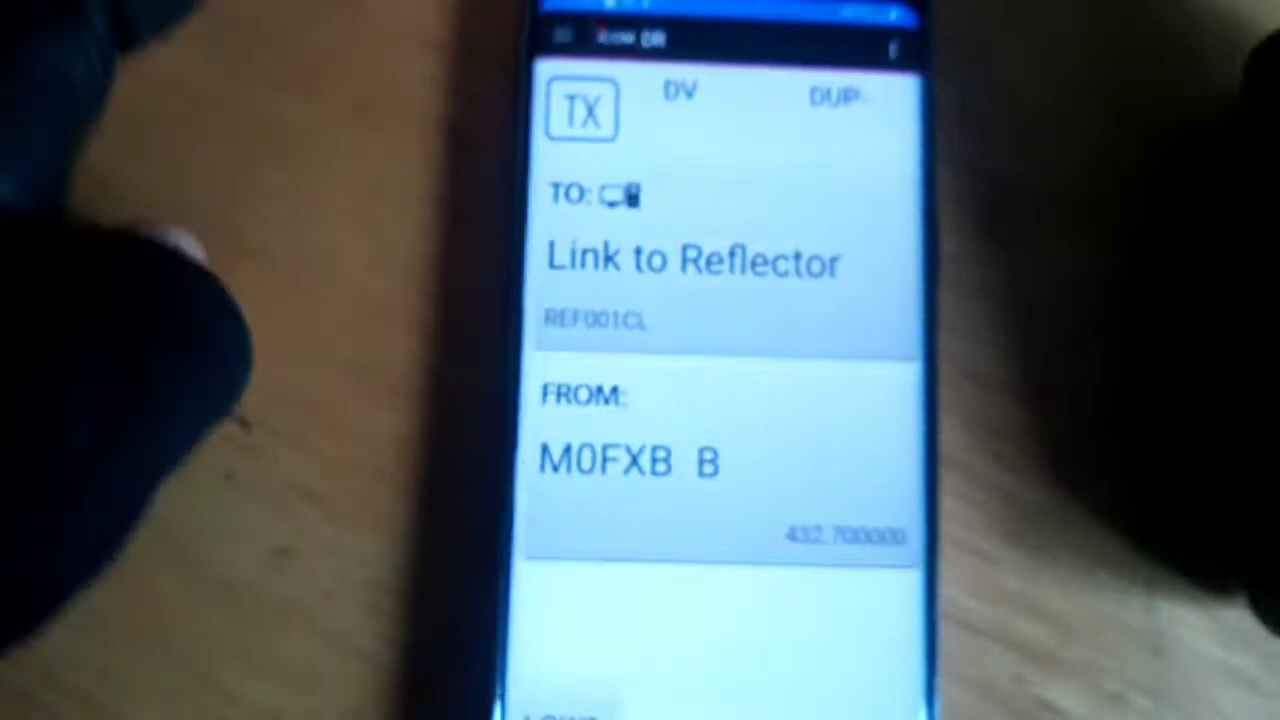 TX DV DUP-
TO:
Link to Reflector
REF001CL
FROM:
M0FXB B
432.700000